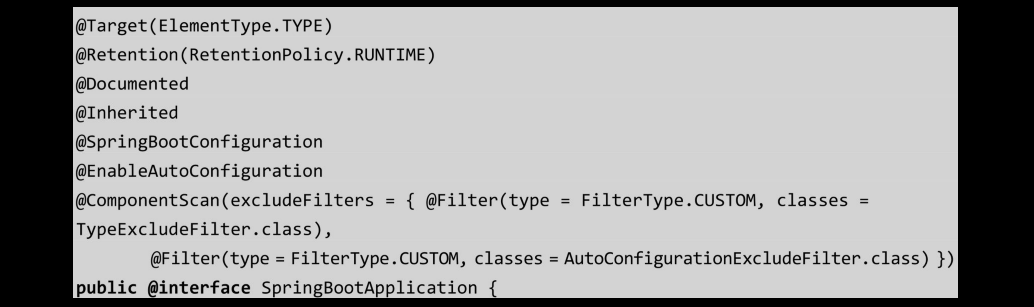 @Target(ElementType.TYPE)
@Retention(RetentionPolicy.RUNTIME)
@Documented
@Inherited
@SpringBootConfiguration
@EnableAutoConfiguration
@ComponentScan(excludeFilters = { @Filter(type = FilterType.CUSTOM, classes =
TypeExcludeFilter.class),
@Filter(type = FilterType.CUSTOM, classes = AutoConfigurationExcludeFilter.class) })
public @interface SpringBootApplication {